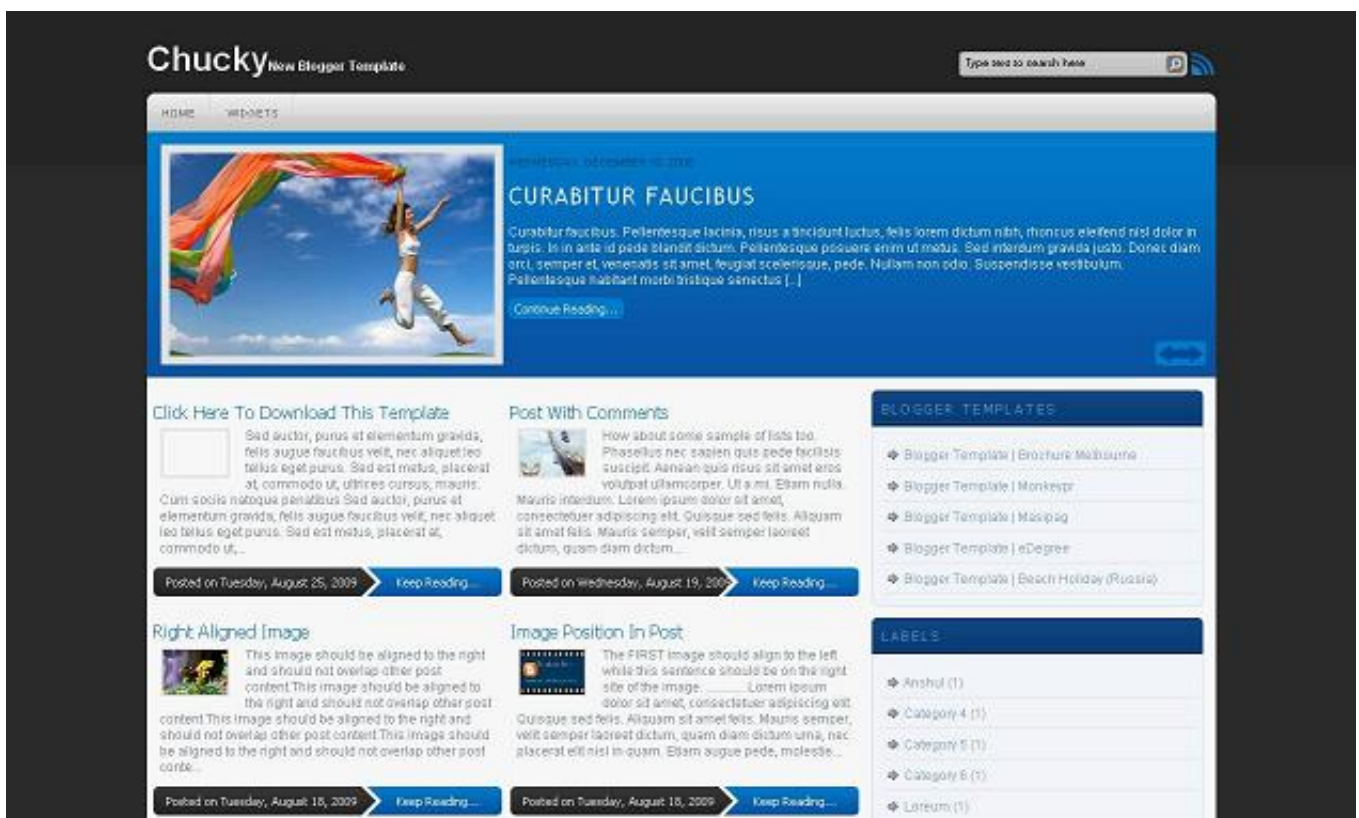 Chucky New Blogger Template
Type text to search here
HOME WIDGETS
CURABITUR FAUCIBUS
Curabitur faucibus. Pellentesque lacinia, risus a tincidunt luctus, felis lorem dictum nibh, rhoncus eleifend nisl dolor in
turpis. In in ante id pede blandit dictum. Pellentesque posuere enim ut metus. Sed interdum gravida justo. Donec diam
orci, semper et, venenatis sit amet, feugiat scelerisque, pede. Nullam non odio. Suspendisse vestibulum.
Pellentesque habitant morbi tristique senectus [...]
Continue Reading...
Click Here To Download This Template
Sed auctor, purus et elementum gravida,
felis augue faucibus velit, nec aliquet leo
tellus eget purus. Sed est metus, placerat
at, commodo ut, ultrices cursus, mauris.
Cum sociis natoque penatibus Sed auctor, purus et
elementum gravida, felis augue faucibus velit, nec aliquet
leo tellus eget purus. Sed est metus, placerat at,
commodo ut,...
Posted on Tuesday, August 25, 2009 Keep Reading...
Post With Comments
How about some sample of lists too.
Phasellus nec sapien quis pede facilisis
suscipit. Aenean quis risus sit amet eros
volutpat ullamcorper. Ut a mi. Etiam nulla.
Mauris interdum. Lorem ipsum dolor sit amet,
consectetuer adipiscing elit. Quisque sed felis. Aliquam
sit amet felis. Mauris semper, velit semper laoreet
dictum, quam diam dictum...
Posted on Wednesday, August 19, 2009 Keep Reading...
Right Aligned Image
This image should be aligned to the right
and should not overlap other post
content.This image should be aligned to
the right and should not overlap other post
content.This image should be aligned to the right and
should not overlap other post content.This image should
be aligned to the right and should not overlap other post
conte...
Posted on Tuesday, August 18, 2009 Keep Reading...
Image Position In Post
The FIRST image should align to the left
while this sentence should be on the right
site of the image. ............Lorem ipsum
dolor sit amet, consectetuer adipiscing elit.
Quisque sed felis. Aliquam sit amet felis. Mauris semper,
velit semper laoreet dictum, quam diam dictum urna, nec
placerat elit nisl in quam. Etiam augue pede, molestie...
Posted on Tuesday, August 18, 2009 Keep Reading...
BLOGGER TEMPLATES
Blogger Template | Brochure Melbourne
Blogger Template | Monkeypr
Blogger Template | Masipag
Blogger Template | eDegree
Blogger Template | Beach Holiday (Russia)
LABELS
Anshul (1)
Category 4 (1)
Category 5 (1)
Category 6 (1)
Loreum (1)